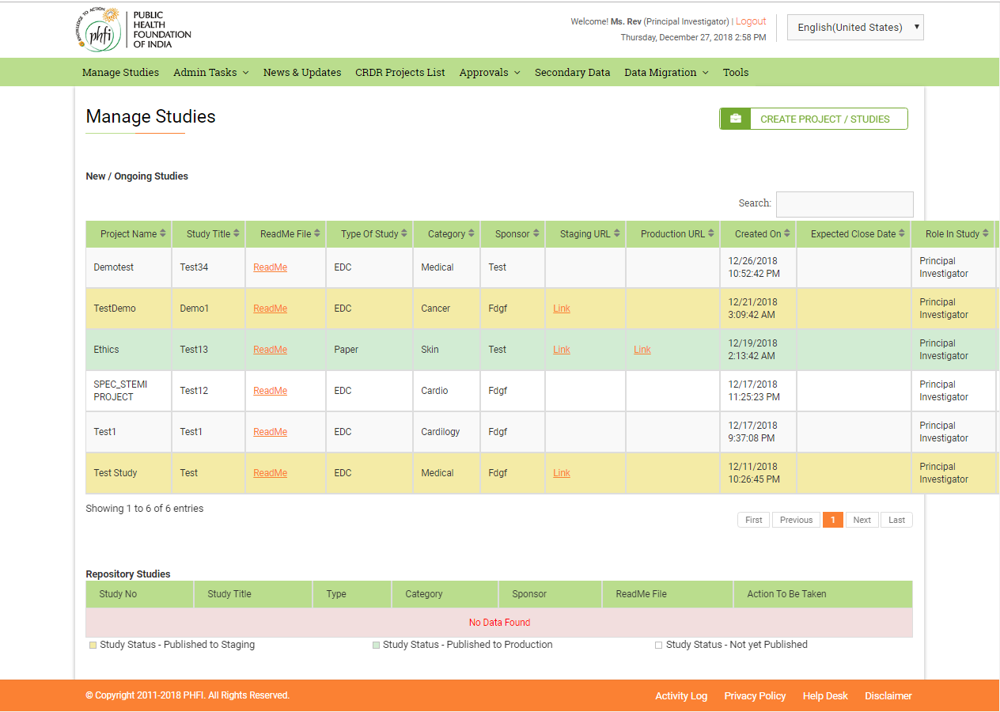 KNOWLEDGE TO ACTION
phfi
PUBLIC
HEALTH
FOUNDATION
OF INDIA
Welcome! Ms. Rev (Principal Investigator) | Logout
Thursday, December 27, 2018 2:58 PM
English(United States)
Manage Studies Admin Tasks News & Updates CRDR Projects List Approvals Secondary Data Data Migration Tools
Manage Studies
CREATE PROJECT / STUDIES
New / Ongoing Studies
Search:
Project Name Study Title ReadMe File Type Of Study Category Sponsor Staging URL Production URL Created On Expected Close Date Role In Study
Demotest Test34 ReadMe EDC Medical Test 12/26/2018 10:52:42 PM Principal Investigator
TestDemo Demo1 ReadMe EDC Cancer Fdgf Link 12/21/2018 3:09:42 AM Principal Investigator
Ethics Test13 ReadMe Paper Skin Test Link Link 12/19/2018 2:13:42 AM Principal Investigator
SPEC_STEMI PROJECT Test12 ReadMe EDC Cardio Fdgf 12/17/2018 11:25:23 PM Principal Investigator
Test1 Test1 ReadMe EDC Cardilogy Fdgf 12/17/2018 9:37:08 PM Principal Investigator
Test Study Test ReadMe EDC Medical Fdgf Link 12/11/2018 10:26:45 PM Principal Investigator
Showing 1 to 6 of 6 entries
First Previous 1 Next Last
Repository Studies
Study No Study Title Type Category Sponsor ReadMe File Action To Be Taken
No Data Found
Study Status - Published to Staging Study Status - Published to Production Study Status - Not yet Published
© Copyright 2011-2018 PHFI. All Rights Reserved.
Activity Log Privacy Policy Help Desk Disclaimer